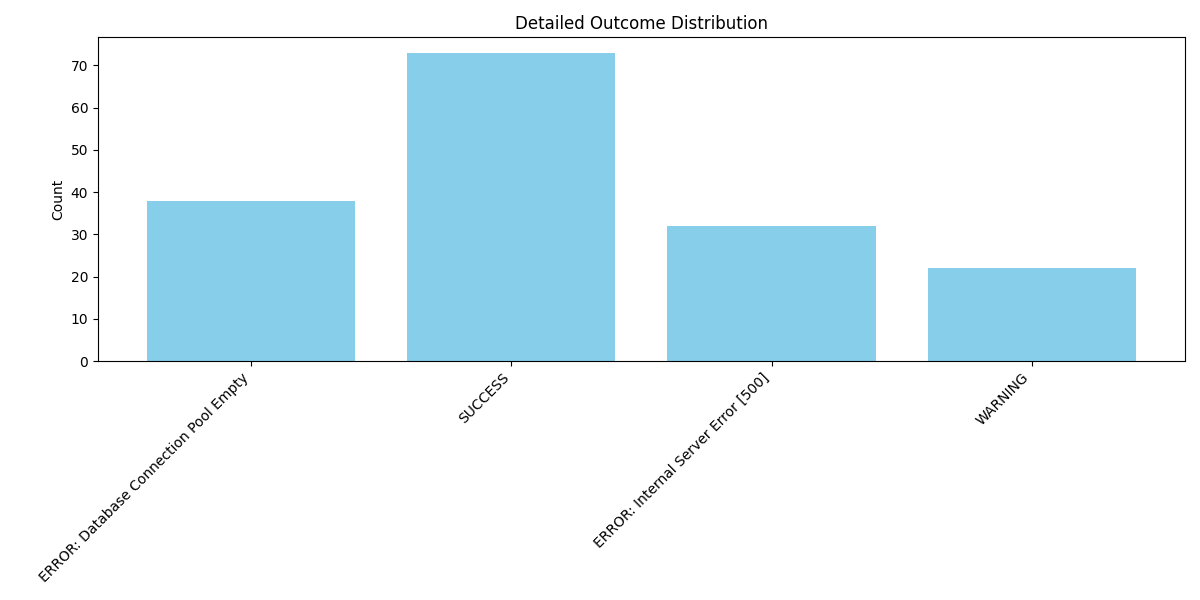 Detailed Outcome Distribution
Count
70
60
50
40
30
20
10
0
ERROR: Database Connection Pool Empty
SUCCESS
ERROR: Internal Server Error [500]
WARNING